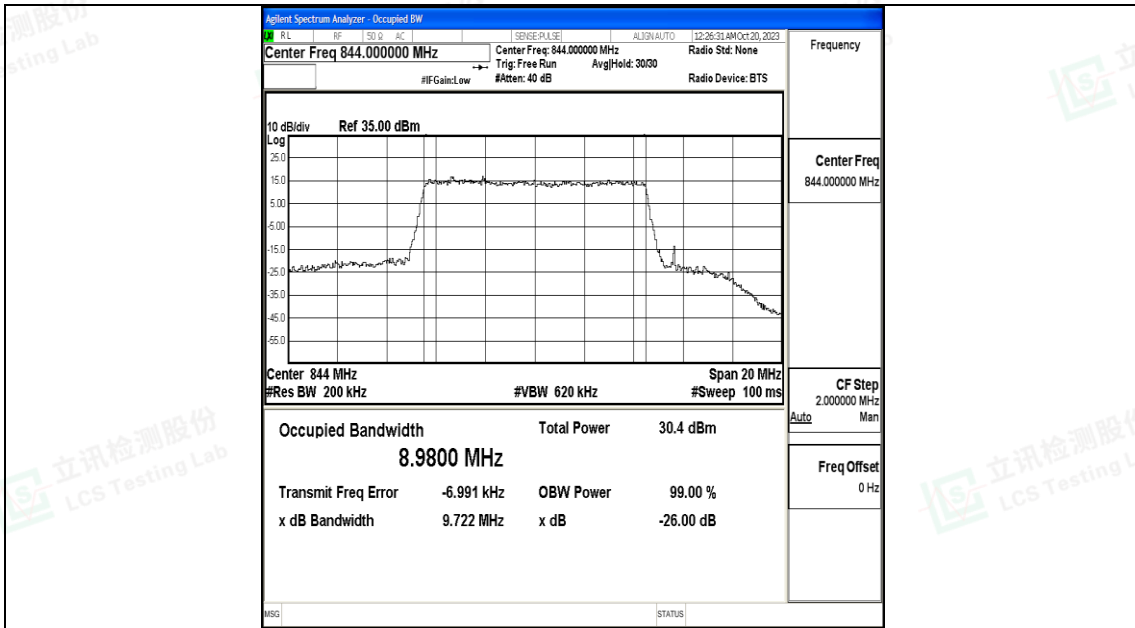 Agilent Spectrum Analyzer - Occupied BW
RL RF 50 Ω AC SENSE:PULSE ALIGN AUTO 12:26:31 AM Oct 20, 2023
Center Freq 844.000000 MHz
Center Freq: 844.000000 MHz Radio Std: None
Trig: Free Run Avg|Hold: 30/30
#IFGain:Low #Atten: 40 dB Radio Device: BTS
10 dB/div Ref 35.00 dBm
Log
25.0
15.0
5.00
-5.00
-15.0
-25.0
-35.0
-45.0
-55.0
Center 844 MHz Span 20 MHz
#Res BW 200 kHz #VBW 620 kHz #Sweep 100 ms
Occupied Bandwidth Total Power 30.4 dBm
8.9800 MHz
Transmit Freq Error -6.991 kHz OBW Power 99.00 %
x dB Bandwidth 9.722 MHz x dB -26.00 dB
MSG STATUS
Frequency
Center Freq
844.000000 MHz
CF Step
2.000000 MHz
Auto Man
Freq Offset
0 Hz
立讯检测股份
LCS Testing Lab
立讯检测股份
LCS Testing L
测股份
sting Lab
立
L